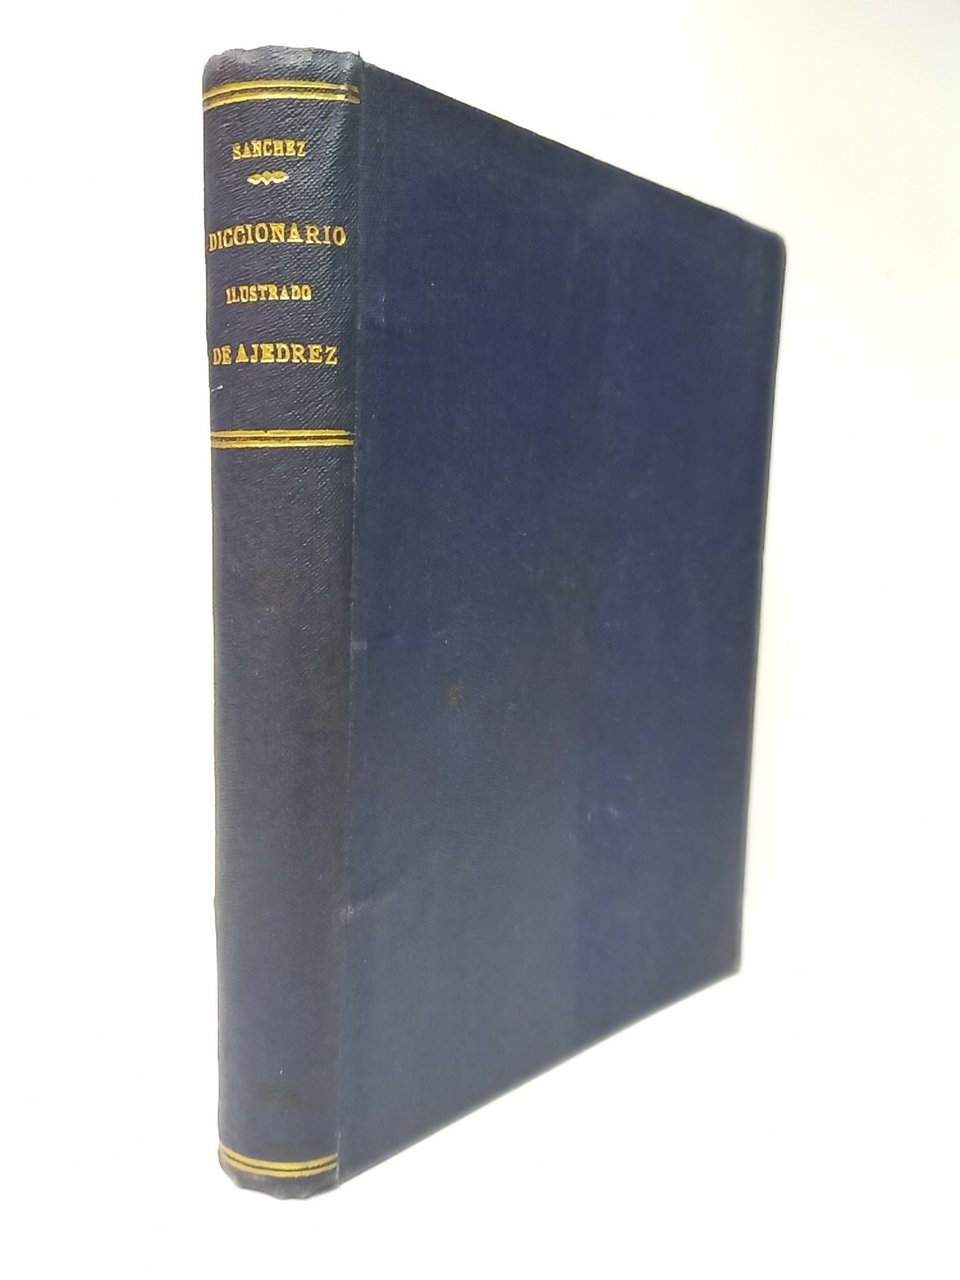 SANCHEZ
DICCIONARIO
ILUSTRADO
DE AJEDREZ